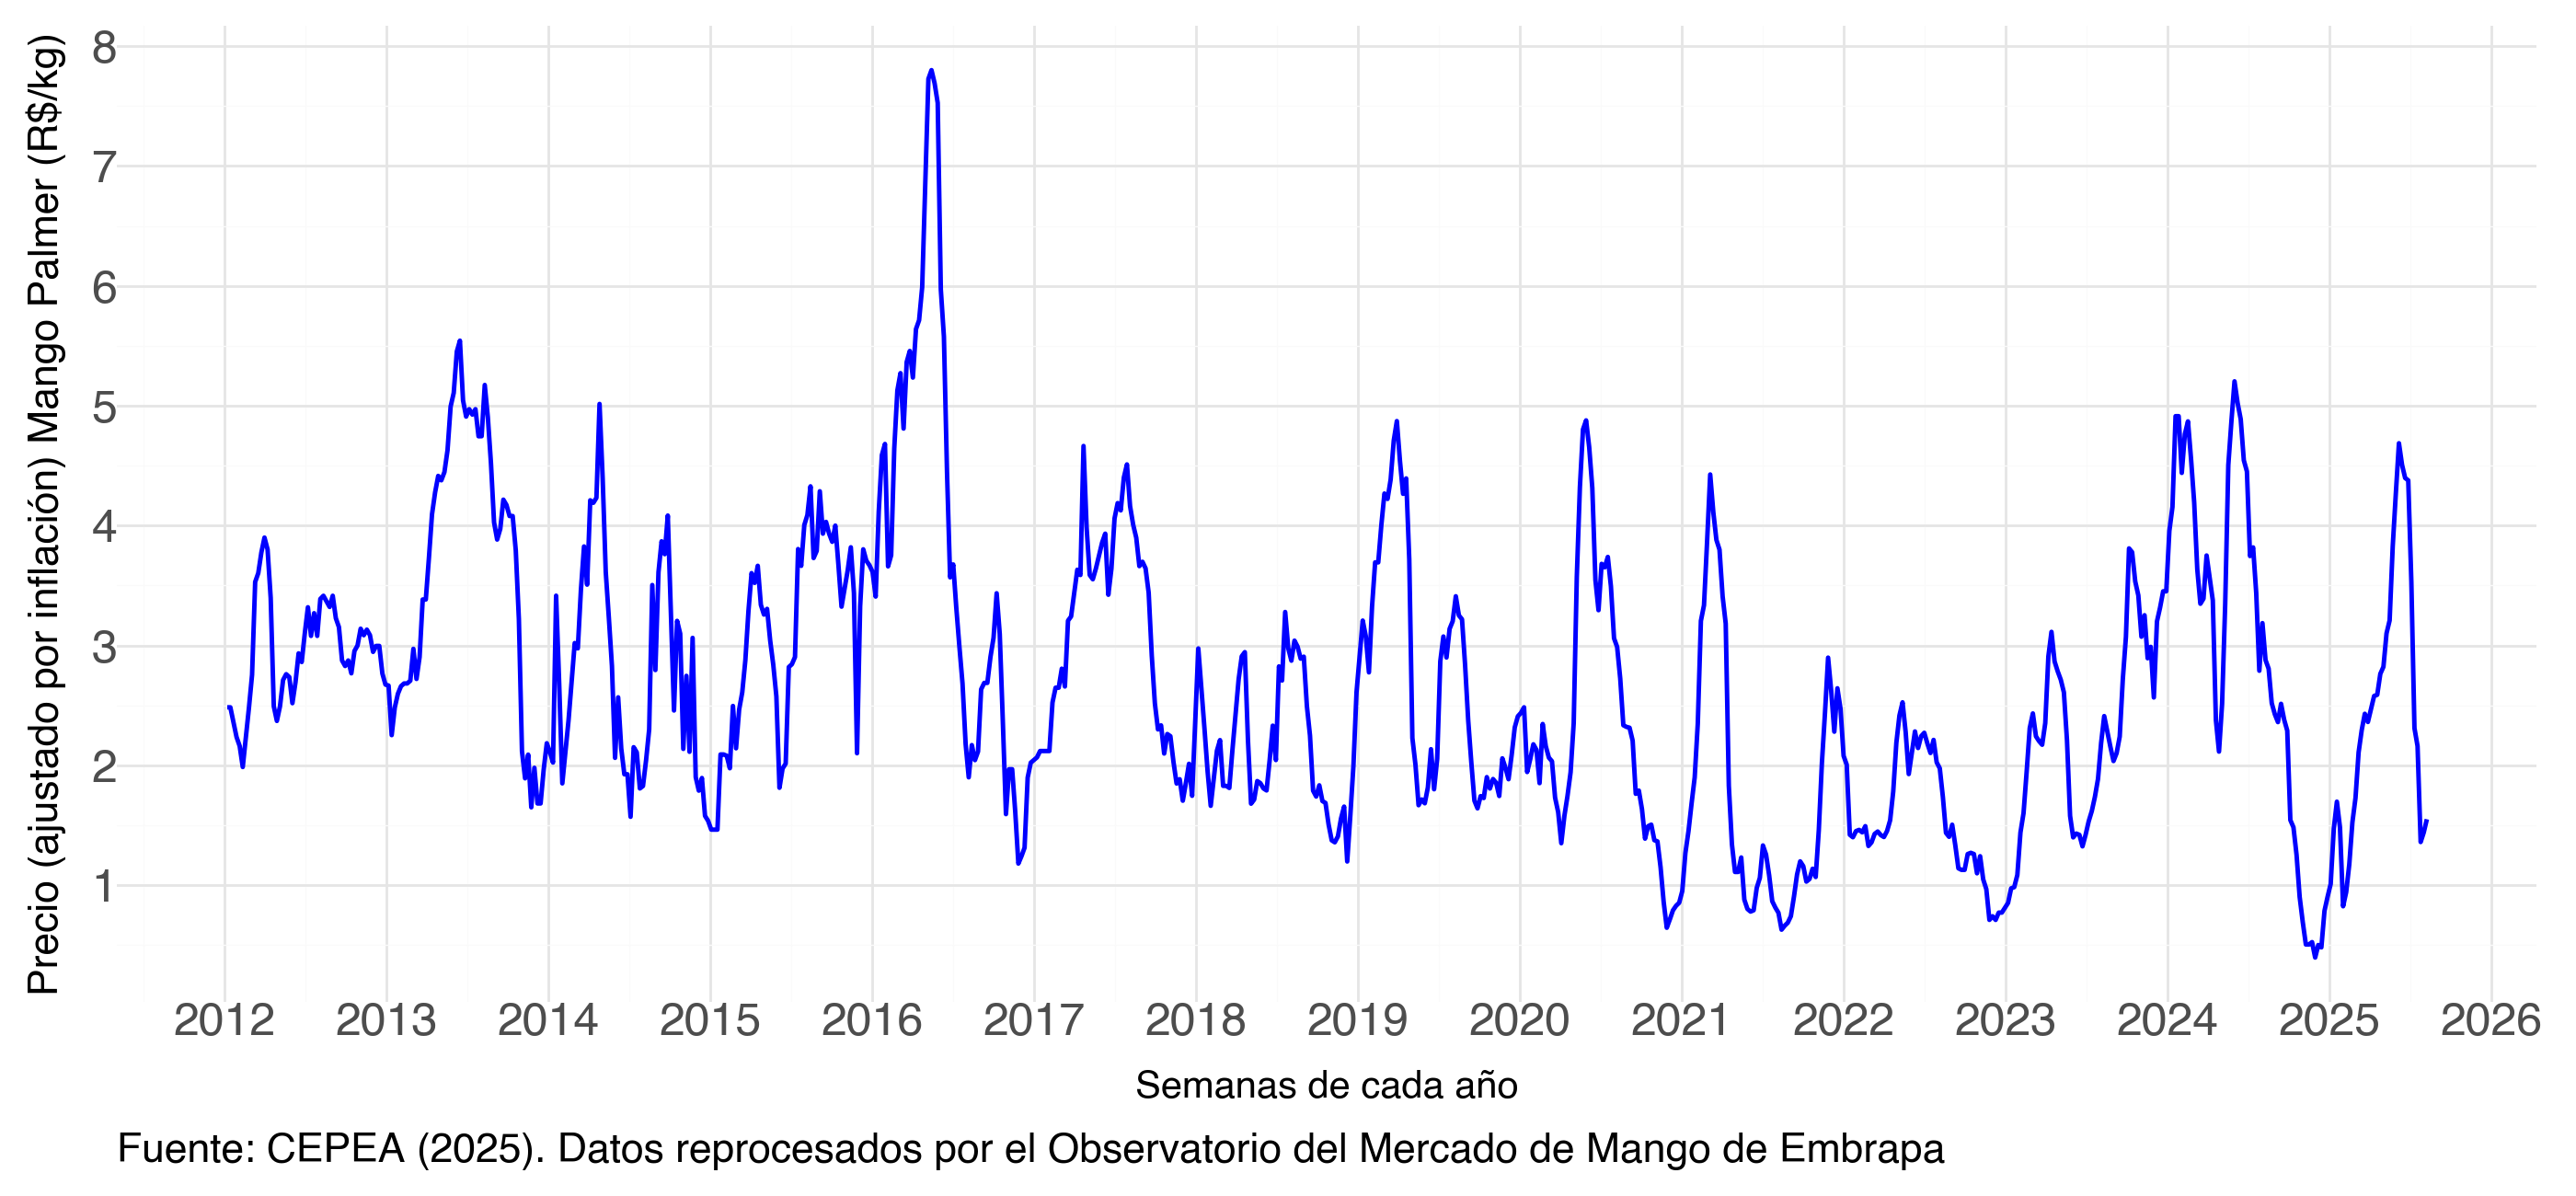 Precio (ajustado por inflación) Mango Palmer (R$/kg)
8
7
6
5
4
3
2
1
2012 2013 2014 2015 2016 2017 2018 2019 2020 2021 2022 2023 2024 2025 2026
Semanas de cada año
Fuente: CEPEA (2025). Datos reprocesados por el Observatorio del Mercado de Mango de Embrapa